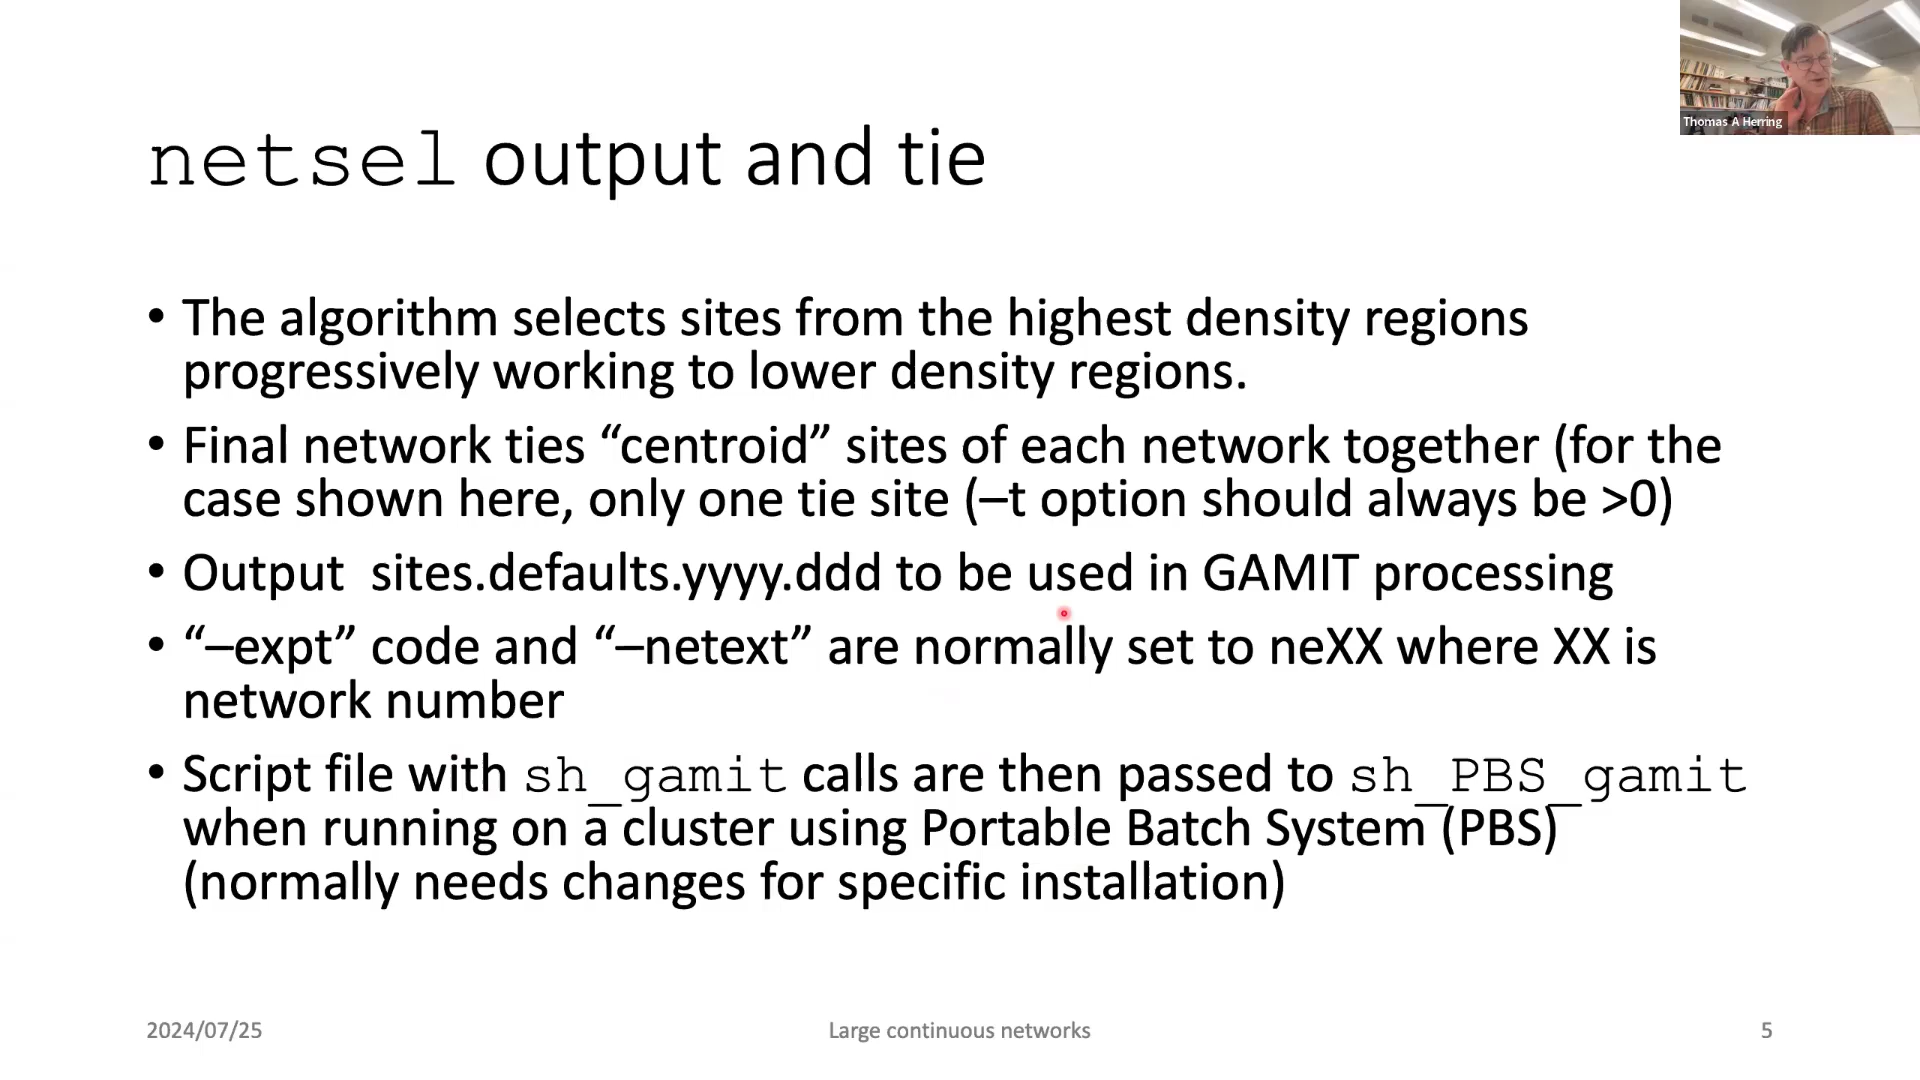 Thomas A Herring
netsel output and tie
• The algorithm selects sites from the highest density regions
progressively working to lower density regions.
• Final network ties “centroid” sites of each network together (for the
case shown here, only one tie site (–t option should always be >0)
• Output sites.defaults.yyyy.ddd to be used in GAMIT processing
• “–expt” code and “–netext” are normally set to neXX where XX is
network number
• Script file with sh_gamit calls are then passed to sh_PBS_gamit
when running on a cluster using Portable Batch System (PBS)
(normally needs changes for specific installation)
2024/07/25
Large continuous networks
5